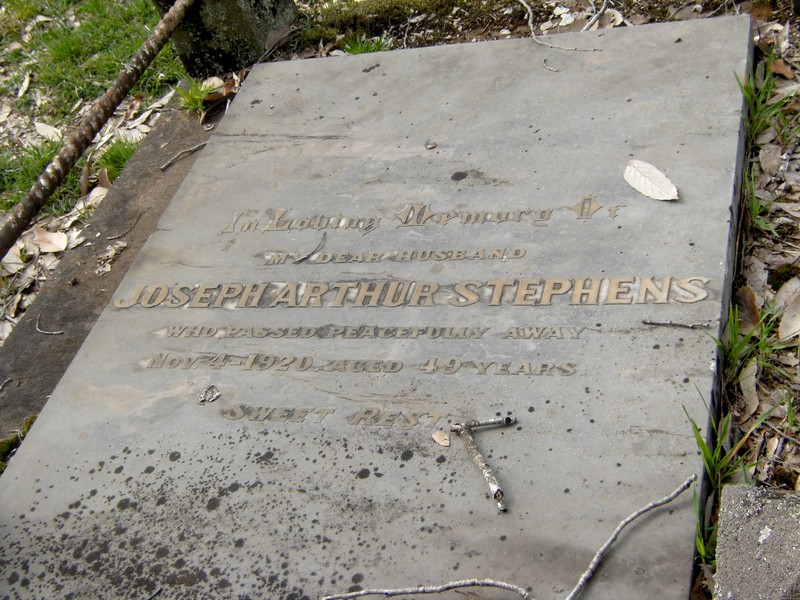 In Loving Memory Of
MY DEAR HUSBAND
JOSEPH ARTHUR STEPHENS
WHO PASSED PEACEFULLY AWAY
NOV. 4 1920, AGED 49 YEARS
SWEET REST